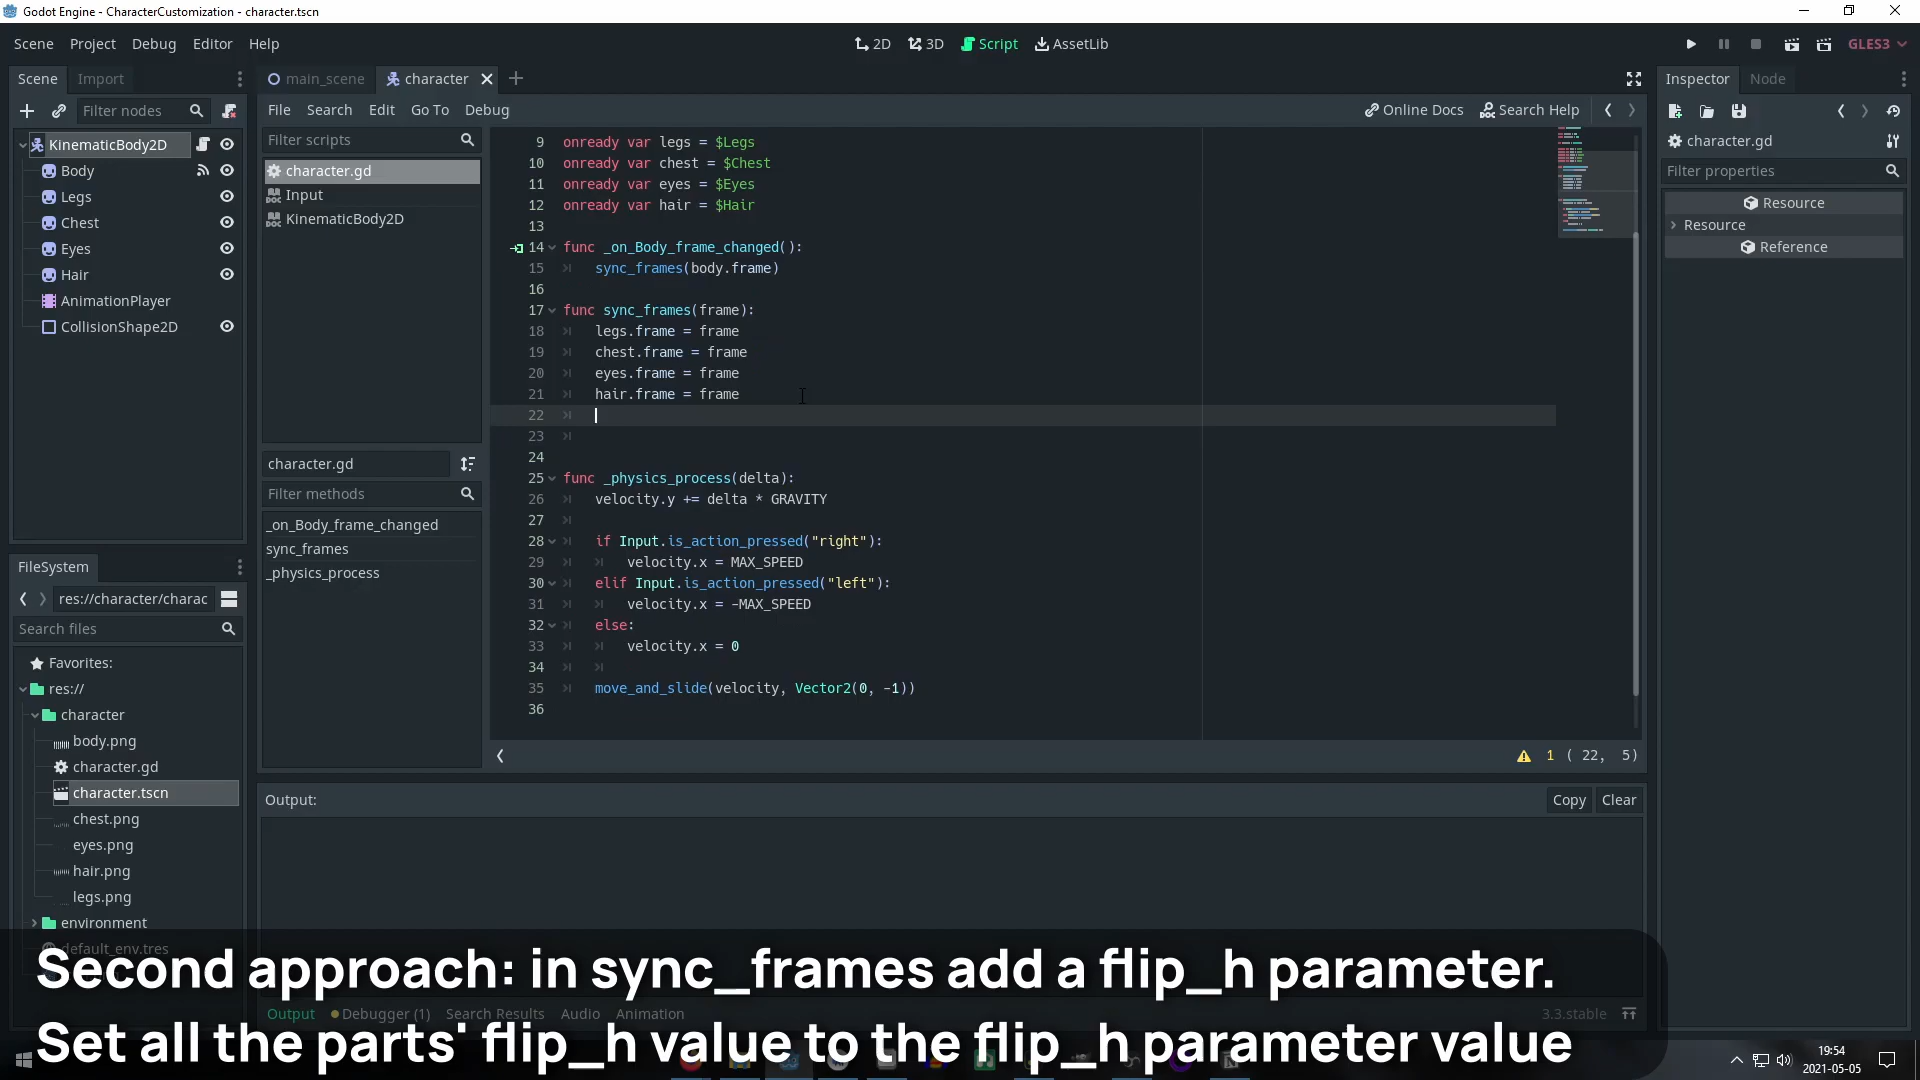 Godot Engine - CharacterCustomization - character.tscn
Scene Project Debug Editor Help
2D 3D Script AssetLib
GLES3
Scene Import
main_scene character
Inspector Node
Filter nodes
File Search Edit Go To Debug
Online Docs Search Help
KinematicBody2D
Body
Legs
Chest
Eyes
Hair
AnimationPlayer
CollisionShape2D
Filter scripts
character.gd
Input
KinematicBody2D
character.gd
Filter methods
_on_Body_frame_changed
sync_frames
_physics_process
9 onready var legs = $Legs
10 onready var chest = $Chest
11 onready var eyes = $Eyes
12 onready var hair = $Hair
13
14 func _on_Body_frame_changed():
15 sync_frames(body.frame)
16
17 func sync_frames(frame):
18 legs.frame = frame
19 chest.frame = frame
20 eyes.frame = frame
21 hair.frame = frame
22
23
24
25 func _physics_process(delta):
26 velocity.y += delta * GRAVITY
27
28 if Input.is_action_pressed("right"):
29 velocity.x = MAX_SPEED
30 elif Input.is_action_pressed("left"):
31 velocity.x = -MAX_SPEED
32 else:
33 velocity.x = 0
34
35 move_and_slide(velocity, Vector2(0, -1))
36
1 ( 22, 5)
character.gd
Filter properties
Resource
Resource
Reference
FileSystem
res://character/charac
Search files
Favorites:
res://
character
body.png
character.gd
character.tscn
chest.png
eyes.png
hair.png
legs.png
environment
default_env.tres
Output:
Copy Clear
Second approach: in sync_frames add a flip_h parameter.
Output Debugger (1) Search Results Audio Animation
3.3.stable
Set all the parts' flip_h value to the flip_h parameter value
19:54
2021-05-05